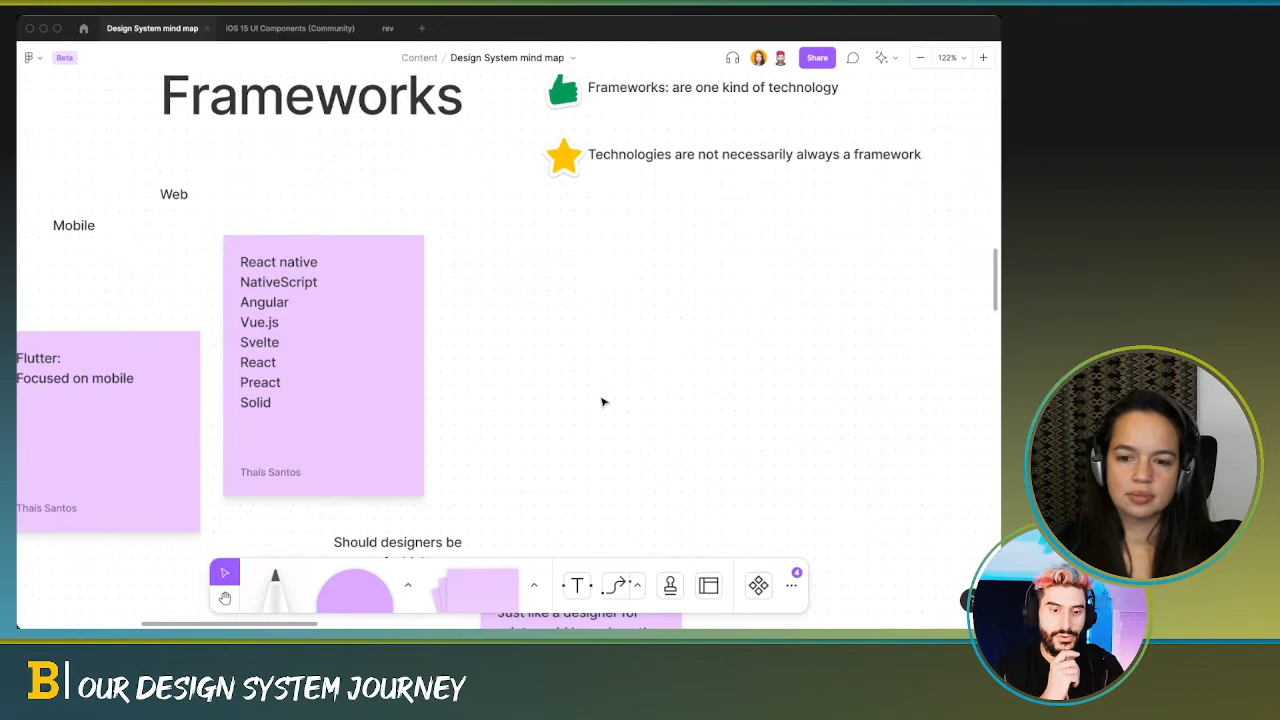 Design System mind map
iOS 15 UI Components (Community)
rev
Beta
Content / Design System mind map
Share
122%
Frameworks
Frameworks: are one kind of technology
Technologies are not necessarily always a framework
Web
Mobile
React native
NativeScript
Angular
Vue.js
Svelte
React
Preact
Solid
Thaís Santos
Flutter:
Focused on mobile
Thaís Santos
Should designers be
T
4
Just like a designer for
B| OUR DESIGN SYSTEM JOURNEY